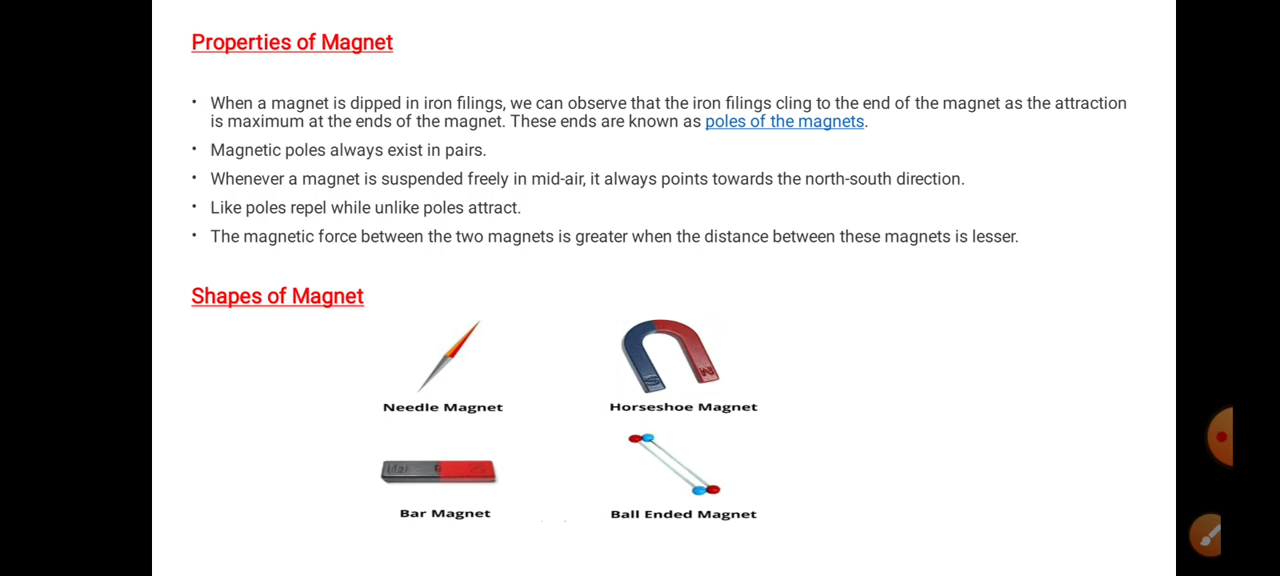 Properties of Magnet
• When a magnet is dipped in iron filings, we can observe that the iron filings cling to the end of the magnet as the attraction
is maximum at the ends of the magnet. These ends are known as poles of the magnets.
• Magnetic poles always exist in pairs.
• Whenever a magnet is suspended freely in mid-air, it always points towards the north-south direction.
• Like poles repel while unlike poles attract.
• The magnetic force between the two magnets is greater when the distance between these magnets is lesser.
Shapes of Magnet
S N
Needle Magnet Horseshoe Magnet
Bar Magnet Ball Ended Magnet